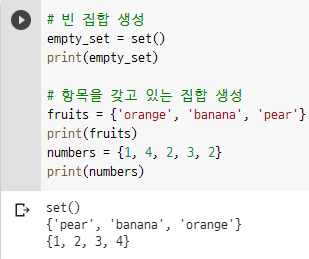 # 빈 집합 생성
empty_set = set()
print(empty_set)
# 항목을 갖고 있는 집합 생성
fruits = {'orange', 'banana', 'pear'}
print(fruits)
numbers = {1, 4, 2, 3, 2}
print(numbers)
set()
{'pear', 'banana', 'orange'}
{1, 2, 3, 4}